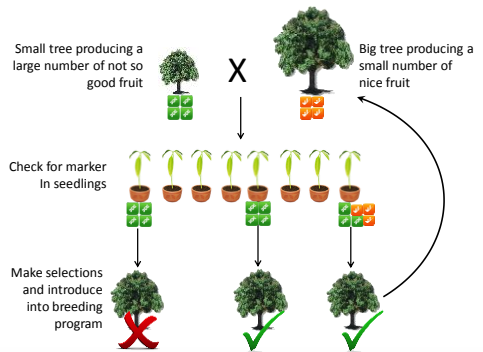 Small tree producing a
large number of not so
good fruit
X
Big tree producing a
small number of
nice fruit
Check for marker
In seedlings
Make selections
and introduce
into breeding
program